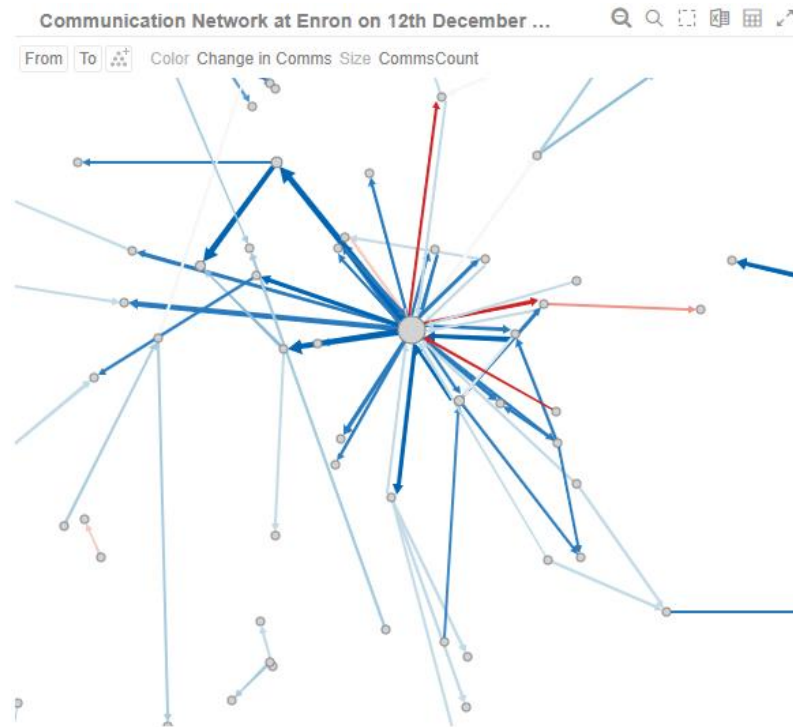 Communication Network at Enron on 12th December ...
From To Color Change in Comms Size CommsCount